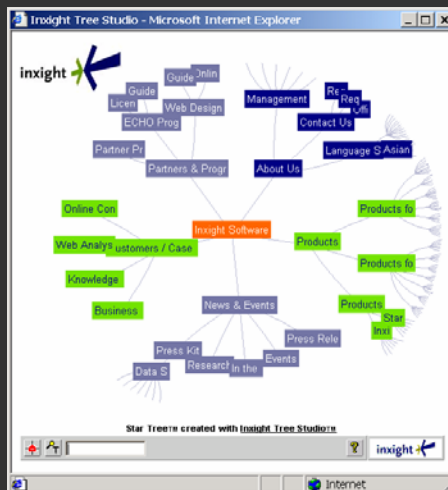 Inxight Tree Studio - Microsoft Internet Explorer
inxight
Guide
Onlin
Guide
Licen
Web Design
ECHO Prog
Partner Pr
Partners & Progr
Management
Req
Contact Us
Language S
Asian
About Us
Online Con
Web Analys
ustomers / Case
Knowledge
Business
Inxight Software
Products fo
Products
Products fo
Products
Star
Inxi
News & Events
Press Rele
Press Kit
Events
Research
In the
Data S
Star Tree™ created with Inxight Tree Studio™
?
inxight
Internet